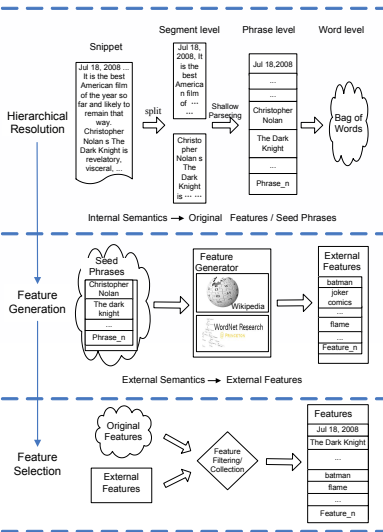 Segment level
Phrase level
Word level
Snippet
Jul 18, 2008 ...
It is the best
American film
of the year so
far and likely to
remain that
way.
Christopher
Nolan s The
Dark Knight is
revelatory,
visceral, ...
split
Jul 18,
2008, It is
the best
America
n film
of ... ...
... ...
Christo
pher
Nolan s
The Dark
Knight
is ... ...
Shallow
Parsering
Jul 18,2008
...
...
Christopher
Nolan
The Dark
Knight
...
Phrase_n
Bag of
Words
Hierarchical
Resolution
Internal Semantics → Original Features / Seed Phrases
Feature
Generation
Seed
Phrases
Christopher
Nolan
The dark
knight
...
Phrase_n
Feature
Generator
Wikipedia
WordNet Research
External
Features
batman
joker
comics
...
flame
...
Feature_n
External Semantics → External Features
Feature
Selection
Original
Features
External
Features
Feature
Filtering/
Collection
Features
Jul 18, 2008
The Dark Knight
...
batman
flame
...
Feature_n